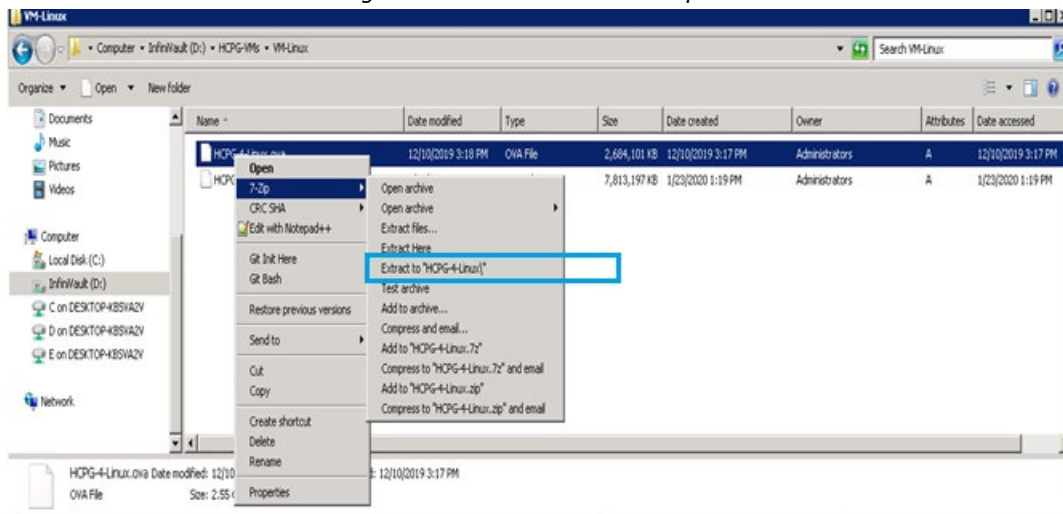 VM-Linux
Computer • InfiniVault (D:) • HCPG-VMs • VM-Linux
Search VM-Linux
Organize Open New folder
Documents
Music
Pictures
Videos
Computer
Local Disk (C:)
InfiniVault (D:)
C on DESKTOP-KBSVA2V
D on DESKTOP-KBSVA2V
E on DESKTOP-KBSVA2V
Network
Name Date modified Type Size Date created Owner Attributes Date accessed
HCPG-4-Linux.ova 12/10/2019 3:18 PM OVA File 2,684,101 KB 12/10/2019 3:17 PM Administrators A 12/10/2019 3:17 PM
HCPG 7,813,197 KB 1/23/2020 1:19 PM Administrators A 1/23/2020 1:19 PM
Open
7-Zip
CRC SHA
Edit with Notepad++
Git Init Here
Git Bash
Restore previous versions
Send to
Cut
Copy
Create shortcut
Delete
Rename
Properties
Open archive
Open archive
Extract files...
Extract Here
Extract to "HCPG-4-Linux\"
Test archive
Add to archive...
Compress and email...
Add to "HCPG-4-Linux.7z"
Compress to "HCPG-4-Linux.7z" and email
Add to "HCPG-4-Linux.zip"
Compress to "HCPG-4-Linux.zip" and email
HCPG-4-Linux.ova Date modified: 12/10 12/10/2019 3:17 PM
OVA File Size: 2.55